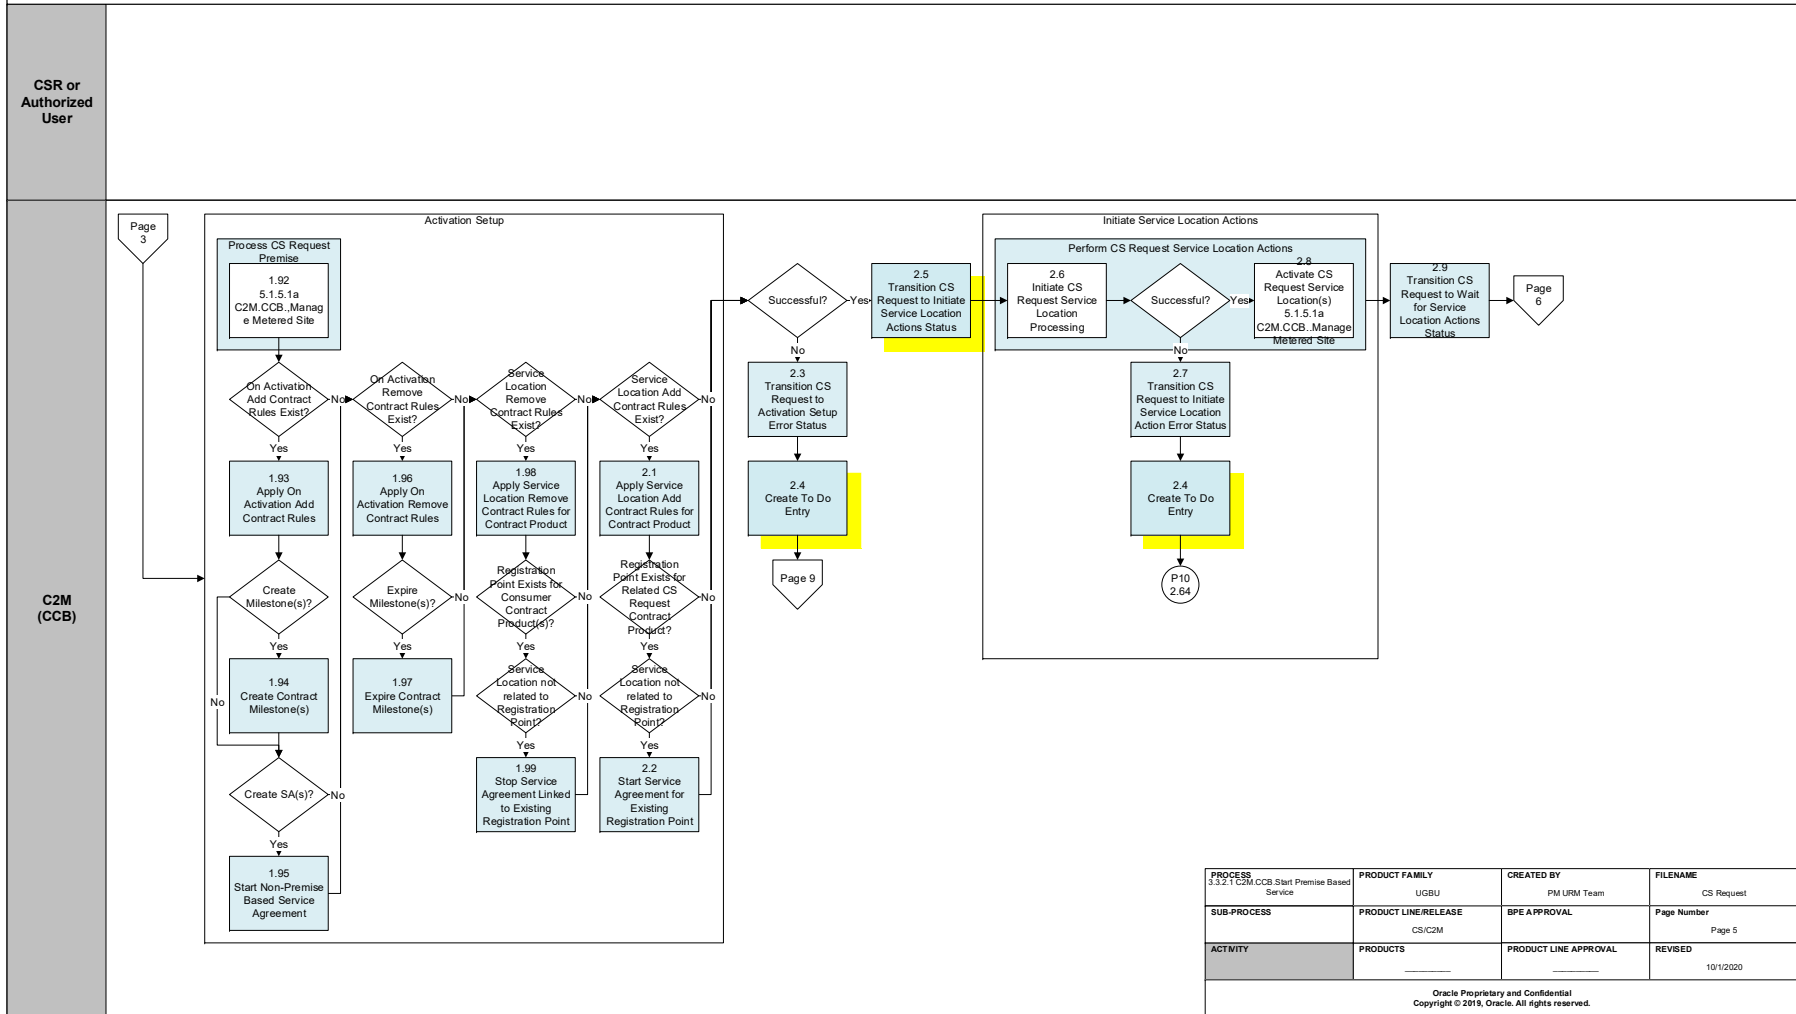 CSR or
Authorized
User
C2M
(CCB)
Page
3
Activation Setup
Process CS Request
Premise
1.92
5.1.5.1a
C2M.CCB.,Manag
e Metered Site
On Activation
Add Contract
Rules Exist?
No
Yes
1.93
Apply On
Activation Add
Contract Rules
Create
Milestone(s)?
Yes
No
1.94
Create Contract
Milestone(s)
Create SA(s)?
No
Yes
1.95
Start Non-Premise
Based Service
Agreement
On Activation
Remove
Contract Rules
Exist?
No
Yes
1.96
Apply On
Activation Remove
Contract Rules
Expire
Milestone(s)?
No
Yes
1.97
Expire Contract
Milestone(s)
Service
Location
Remove
Contract Rules
Exist?
No
Yes
1.98
Apply Service
Location Remove
Contract Rules for
Contract Product
Registration
Point Exists for
Consumer
Contract
Product(s)?
No
Yes
Service
Location not
related to
Registration
Point?
No
Yes
1.99
Stop Service
Agreement Linked
to Existing
Registration Point
Service
Location Add
Contract Rules
Exist?
No
Yes
2.1
Apply Service
Location Add
Contract Rules for
Contract Product
Registration
Point Exists for
Related CS
Request
Contract
Product?
No
Yes
Service
Location not
related to
Registration
Point?
No
Yes
2.2
Start Service
Agreement for
Existing
Registration Point
Successful?
Yes
No
2.3
Transition CS
Request to
Activation Setup
Error Status
2.4
Create To Do
Entry
Page 9
2.5
Transition CS
Request to Initiate
Service Location
Actions Status
Initiate Service Location Actions
Perform CS Request Service Location Actions
2.6
Initiate CS
Request Service
Location
Processing
Successful?
Yes
No
2.8
Activate CS
Request Service
Location(s)
5.1.5.1a
C2M.CCB..Manage
Metered Site
2.7
Transition CS
Request to Initiate
Service Location
Action Error Status
2.4
Create To Do
Entry
P10
2.64
2.9
Transition CS
Request to Wait
for Service
Location Actions
Status
Page
6
PROCESS
3.3.2.1 C2M.CCB.Start Premise Based
Service
PRODUCT FAMILY
UGBU
CREATED BY
PM URM Team
FILENAME
CS Request
SUB-PROCESS
PRODUCT LINE/RELEASE
CS/C2M
BPE APPROVAL
Page Number
Page 5
ACTIVITY
PRODUCTS
PRODUCT LINE APPROVAL
REVISED
10/1/2020
Oracle Proprietary and Confidential
Copyright © 2019, Oracle. All rights reserved.